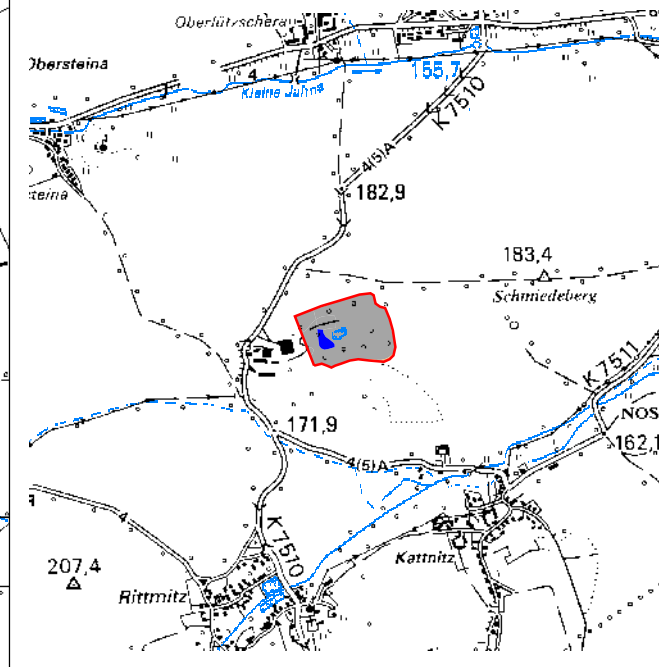 Oberlützschera
Obersteina
4
155,7
Kleine Jahna
K 7510
4(5)A
steina
182,9
183,4
Schmiedeberg
K 7511
NOS
171,9
162,1
4(5)A
4
K 7510
207,4
Kattnitz
Rittmitz